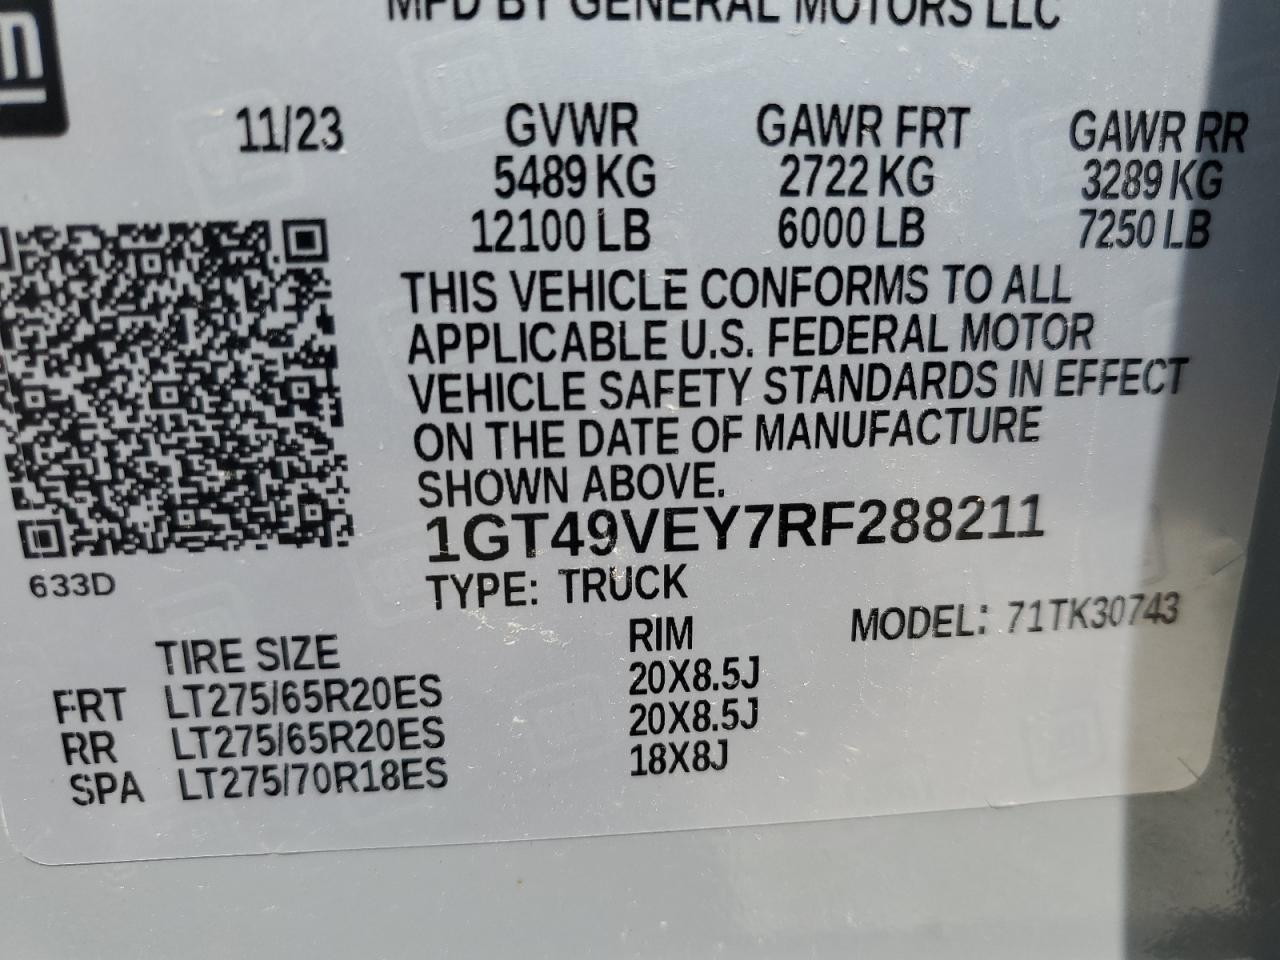 MFD BY GENERAL MOTORS LLC
11/23 GVWR GAWR FRT GAWR RR
5489 KG 2722 KG 3289 KG
12100 LB 6000 LB 7250 LB
THIS VEHICLE CONFORMS TO ALL
APPLICABLE U.S. FEDERAL MOTOR
VEHICLE SAFETY STANDARDS IN EFFECT
ON THE DATE OF MANUFACTURE
SHOWN ABOVE.
1GT49VEY7RF288211
633D
TYPE: TRUCK
MODEL: 71TK30743
TIRE SIZE RIM
FRT LT275/65R20ES 20X8.5J
RR LT275/65R20ES 20X8.5J
SPA LT275/70R18ES 18X8J